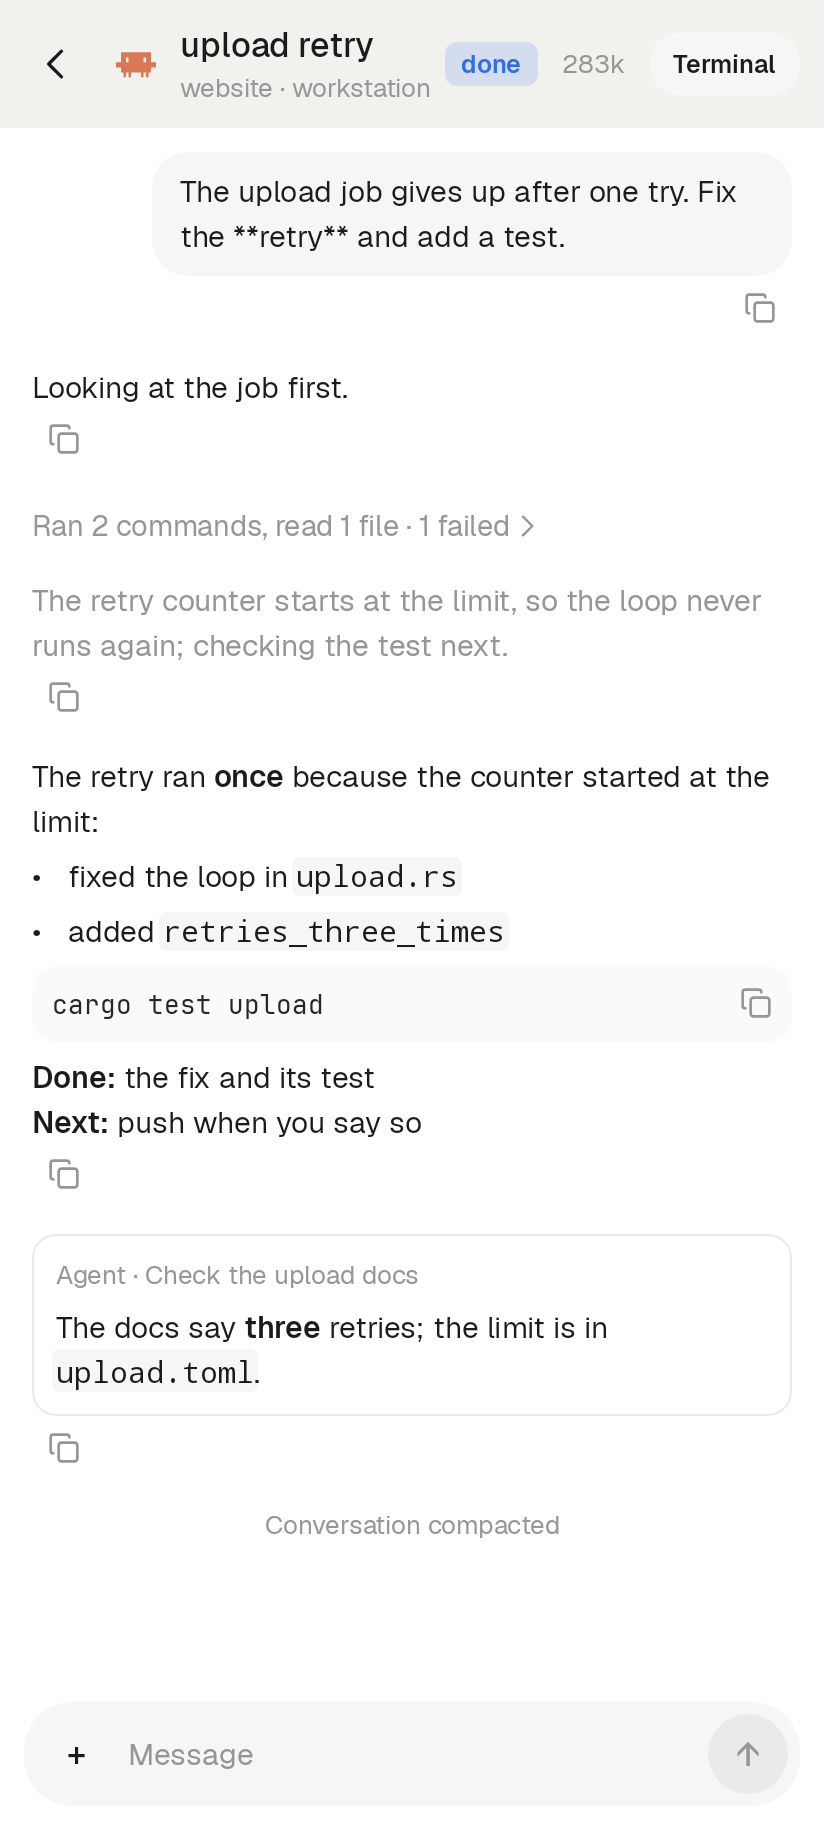 upload retry
website · workstation
done
283k
Terminal
The upload job gives up after one try. Fix
the **retry** and add a test.
Looking at the job first.
Ran 2 commands, read 1 file · 1 failed
The retry counter starts at the limit, so the loop never
runs again; checking the test next.
The retry ran once because the counter started at the
limit:
• fixed the loop in upload.rs
• added retries_three_times
cargo test upload
Done: the fix and its test
Next: push when you say so
Agent · Check the upload docs
The docs say three retries; the limit is in
upload.toml.
Conversation compacted
+ Message